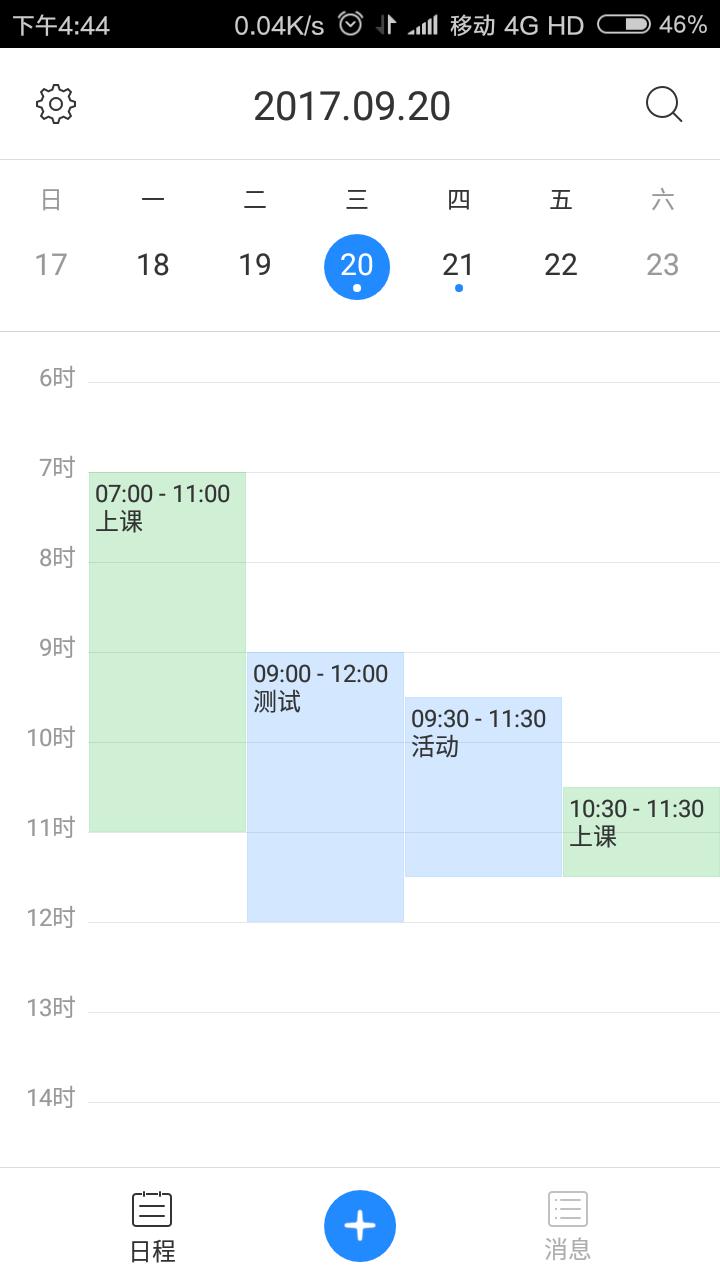 下午4:44 0.04K/s 移动 4G HD 46%
2017.09.20
日 一 二 三 四 五 六
17 18 19 20 21 22 23
6时
7时
07:00 - 11:00
上课
8时
9时
09:00 - 12:00
测试
09:30 - 11:30
10时
活动
10:30 - 11:30
11时
上课
12时
13时
14时
日程 消息